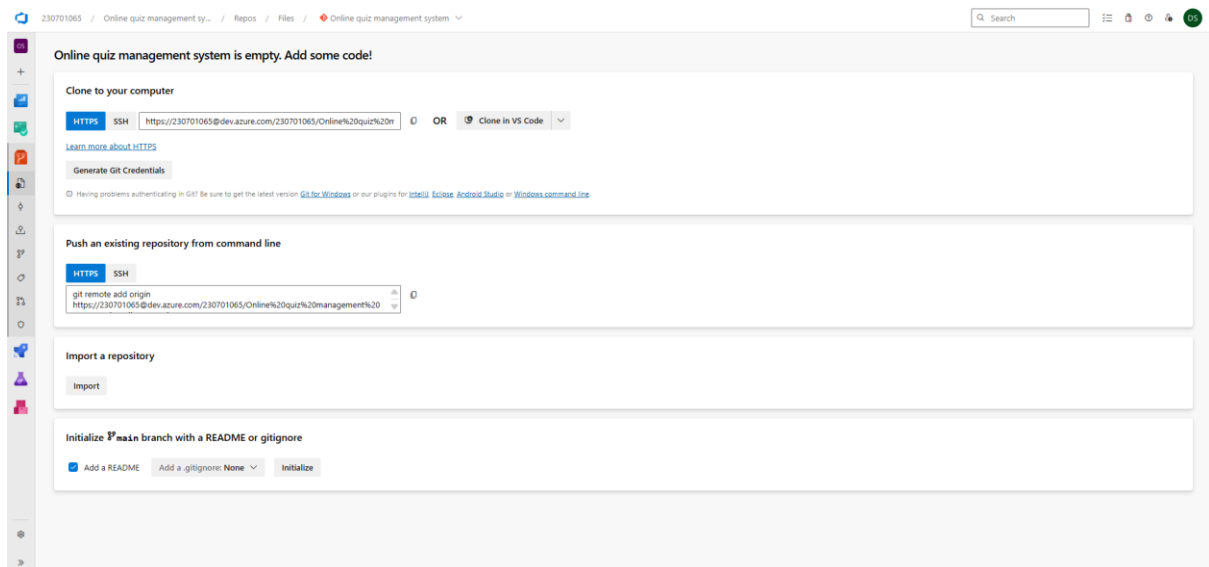 230701065 / Online quiz management sy... / Repos / Files / Online quiz management system
Search
DS
OS
Online quiz management system is empty. Add some code!
Clone to your computer
HTTPS SSH https://230701065@dev.azure.com/230701065/Online%20quiz%20m OR Clone in VS Code
Learn more about HTTPS
Generate Git Credentials
Having problems authenticating in Git? Be sure to get the latest version Git for Windows or our plugins for IntelliJ, Eclipse, Android Studio or Windows command line.
Push an existing repository from command line
HTTPS SSH
git remote add origin
https://230701065@dev.azure.com/230701065/Online%20quiz%20management%20
Import a repository
Import
Initialize main branch with a README or gitignore
Add a README Add a .gitignore: None Initialize